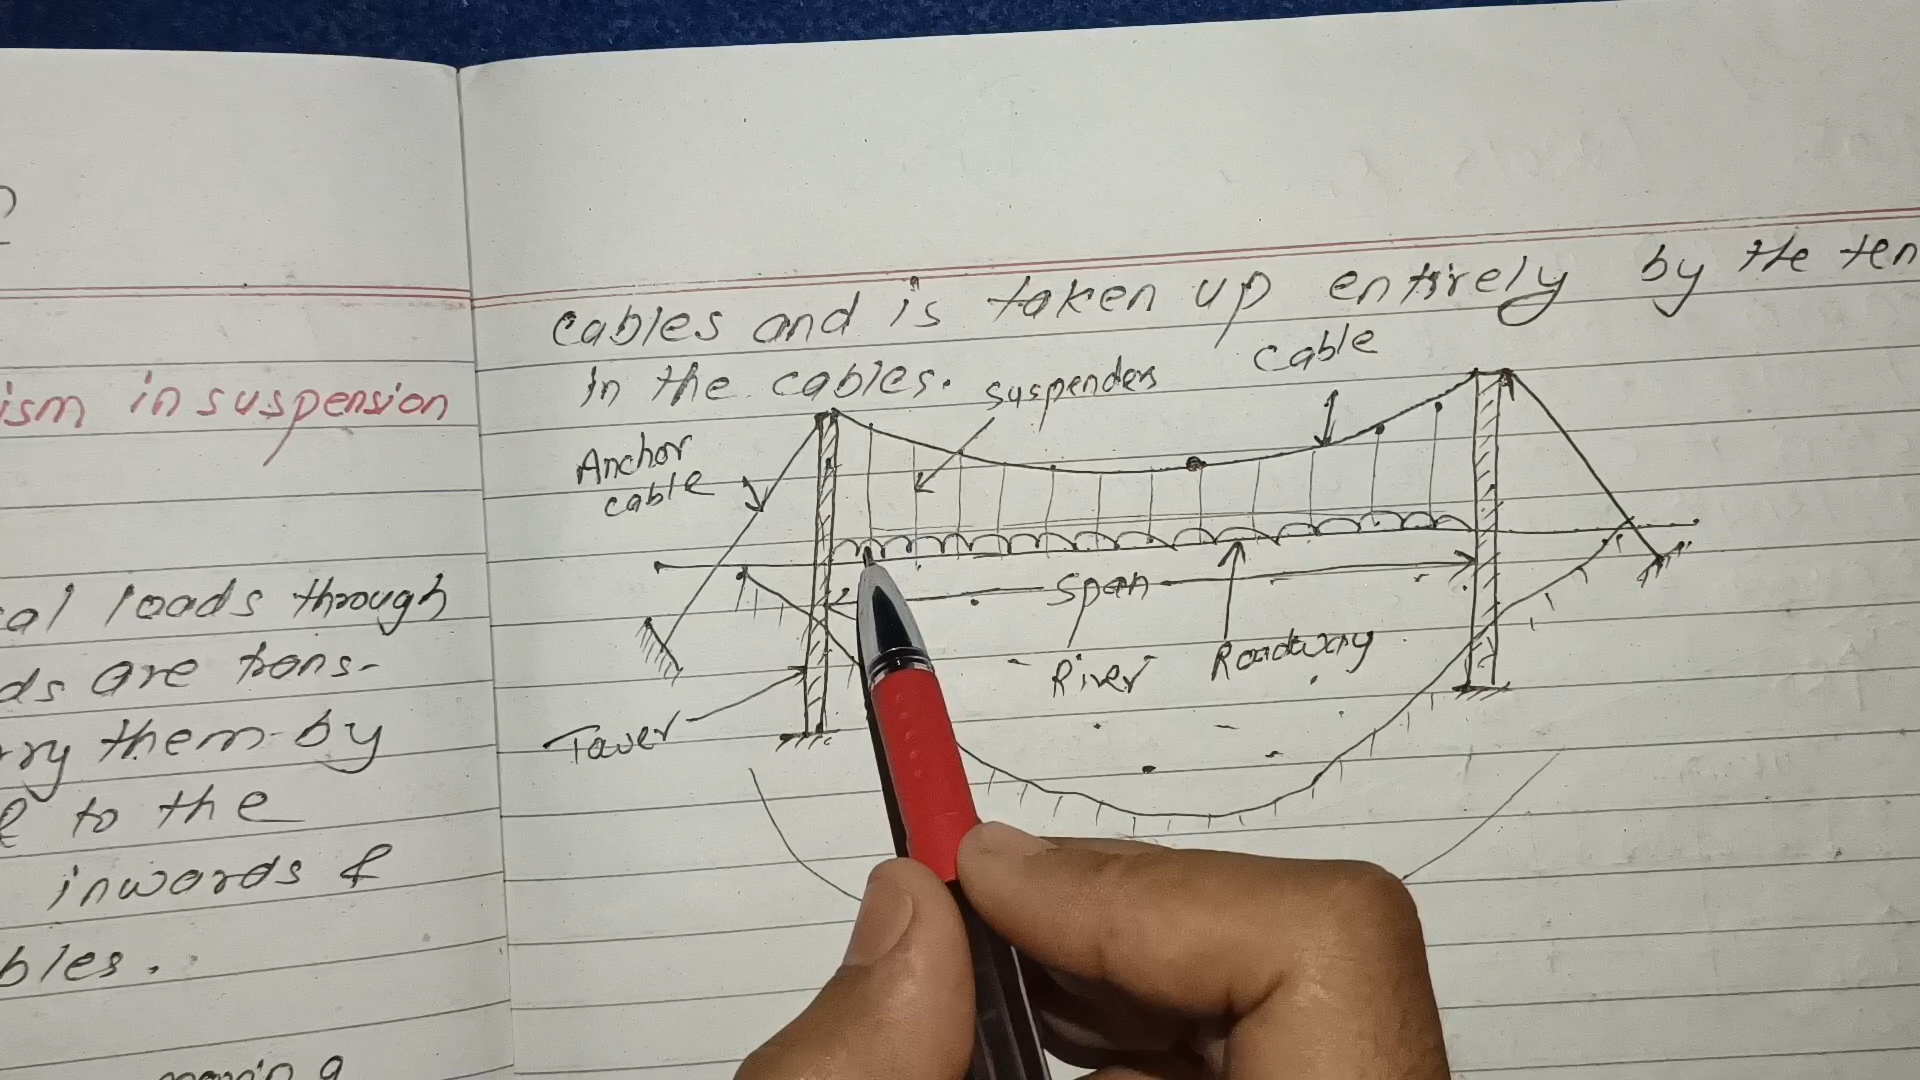 ism in suspension
al loads through
ds are trans-
rry them by
to the
inwards &
bles.
cables and is taken up entirely by the ten
in the cables.
suspenders
cable
Anchor
cable
Span
River
Roadway
Tower